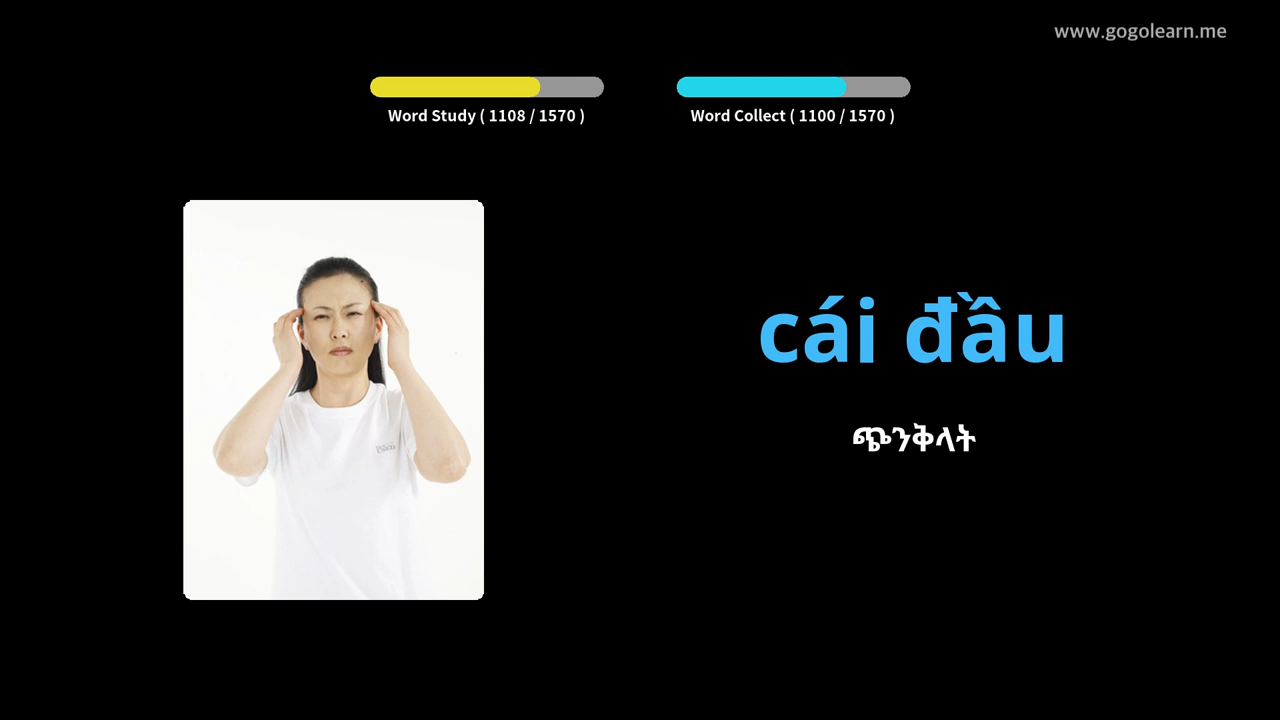 www.gogolearn.me
Word Study ( 1108 / 1570 )
Word Collect ( 1100 / 1570 )
cái đầu
ጭንቅላት